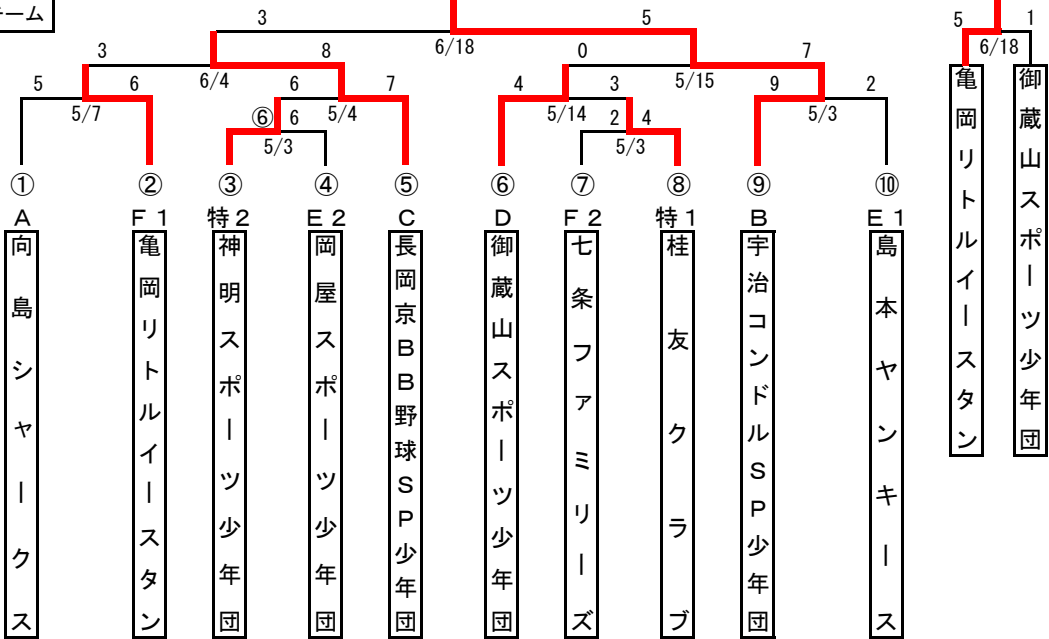 チーム
3
5
6/18
5
1
6/18
3
8
6/4
0
7
5/15
5
6
5/7
6
7
5/4
4
3
5/14
9
2
5/3
⑥
6
5/3
2
4
5/3
①
②
③
④
⑤
⑥
⑦
⑧
⑨
⑩
A
F1
特2
E2
C
D
F2
特1
B
E1
向島シャークス
亀岡リトルイースタン
神明スポーツ少年団
岡屋スポーツ少年団
長岡京BB野球SP少年団
御蔵山スポーツ少年団
七条ファミリーズ
桂友クラブ
宇治コンドルSP少年団
島本ヤンキース
亀岡リトルイースタン
御蔵山スポーツ少年団